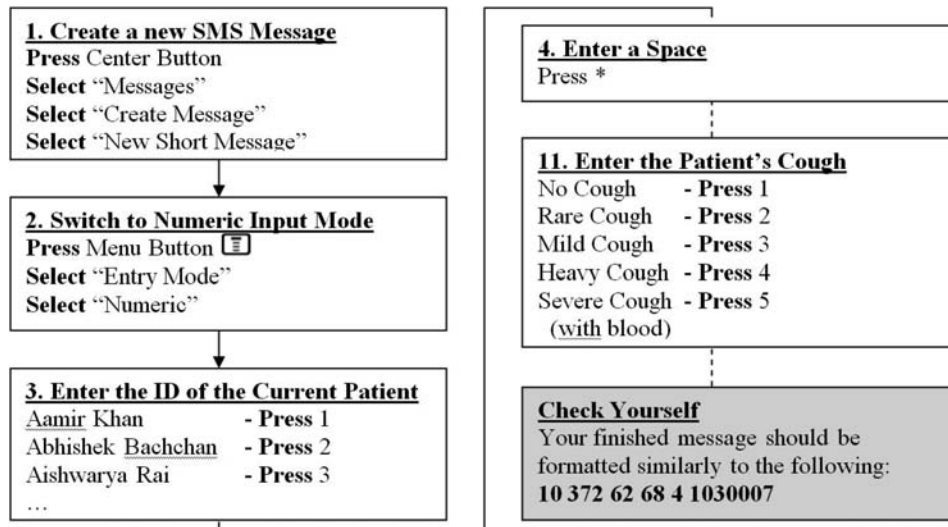 1. Create a new SMS Message
Press Center Button
Select “Messages”
Select “Create Message”
Select “New Short Message”
2. Switch to Numeric Input Mode
Press Menu Button
Select “Entry Mode”
Select “Numeric”
3. Enter the ID of the Current Patient
Aamir Khan - Press 1
Abhishek Bachchan - Press 2
Aishwarya Rai - Press 3
…
4. Enter a Space
Press *
11. Enter the Patient’s Cough
No Cough - Press 1
Rare Cough - Press 2
Mild Cough - Press 3
Heavy Cough - Press 4
Severe Cough - Press 5
(with blood)
Check Yourself
Your finished message should be
formatted similarly to the following:
10 372 62 68 4 1030007